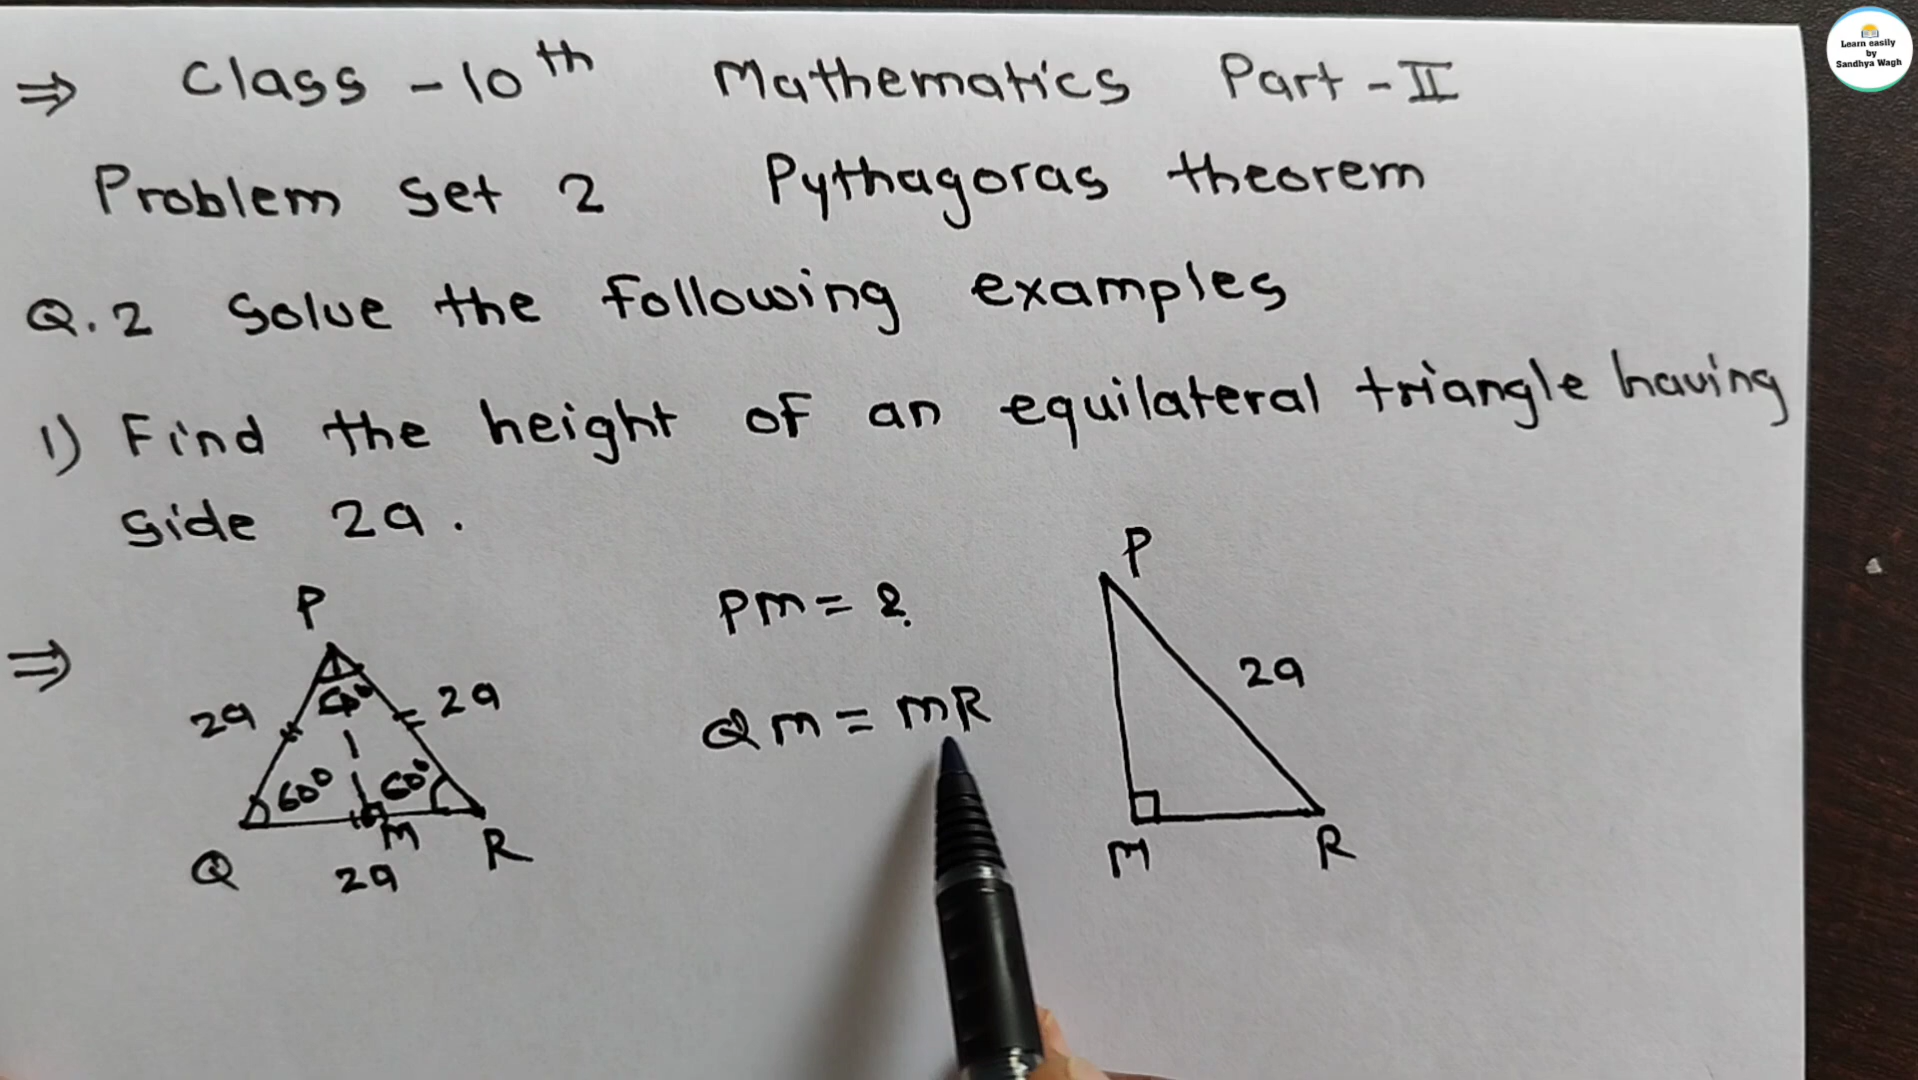 ⇒ Class - 10th Mathematics Part - II
Problem set 2 Pythagoras theorem
Q.2 Solve the following examples
1) Find the height of an equilateral triangle having
side 2a.
⇒
P
2a
2a
60°
60°
Q
M
R
2a
PM = ?
QM = MR
P
2a
M
R
Learn easily
by
Sandhya Wagh